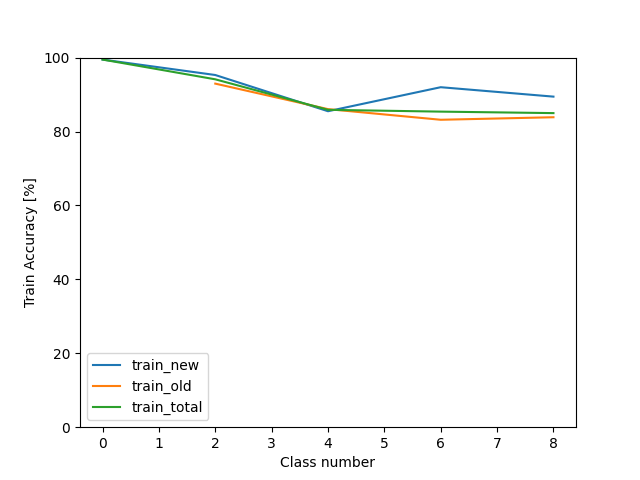 100
80
60
40
20
0
Train Accuracy [%]
train_new
train_old
train_total
0 1 2 3 4 5 6 7 8
Class number